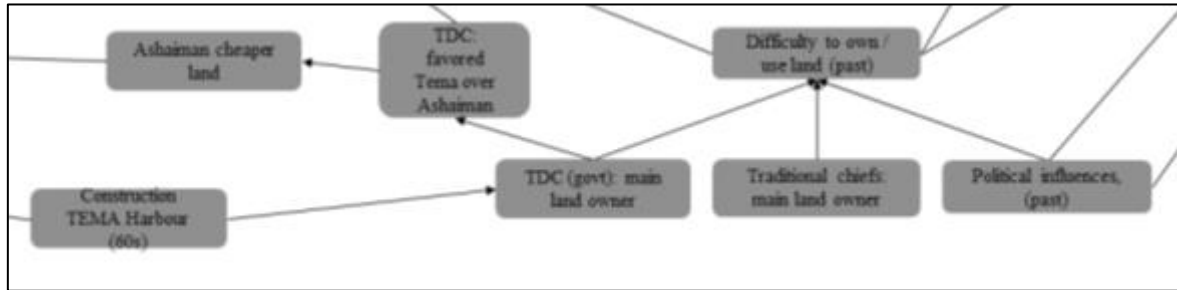 TDC:
favored
Tema over
Ashaiman
Ashaiman cheaper
land
Difficulty to own /
use land (past)
TDC (govt): main
land owner
Traditional chiefs:
main land owner
Political influences,
(past)
Construction
TEMA Harbour
(60s)